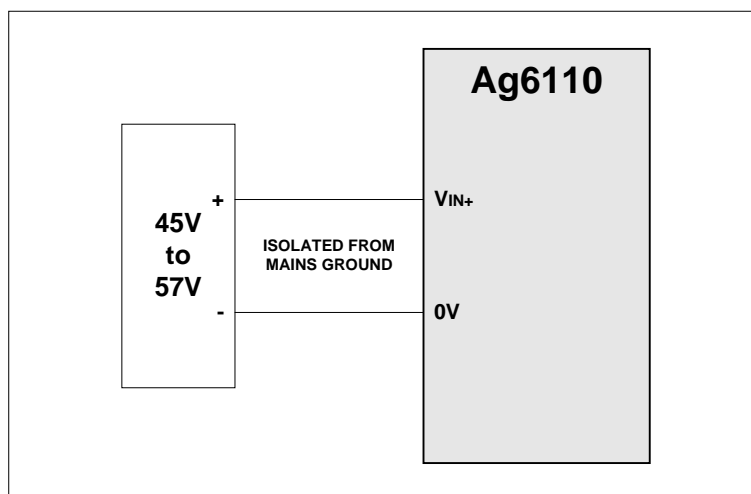 Ag6110
+
VIN+
45V
to
57V
ISOLATED FROM
MAINS GROUND
-
0V